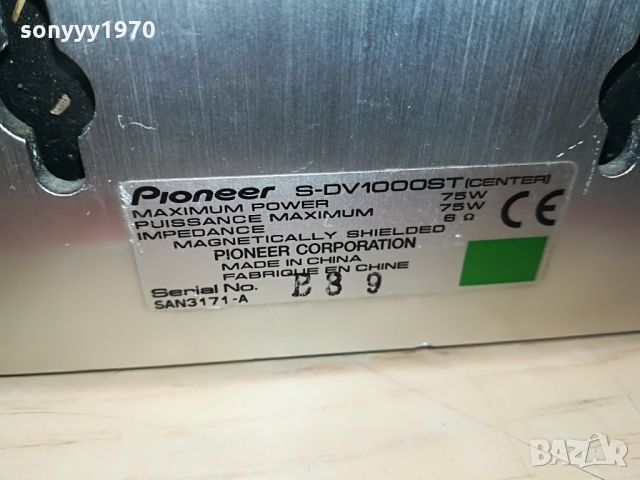 sonyyy1970
Pioneer S-DV1000ST (CENTER)
MAXIMUM POWER 75W
PUISSANCE MAXIMUM 75W
IMPEDANCE 6 Ω
MAGNETICALLY SHIELDED
PIONEER CORPORATION
MADE IN CHINA
FABRIQUE EN CHINE
Serial No. B39
SAN3171-A
CE
BAZAR